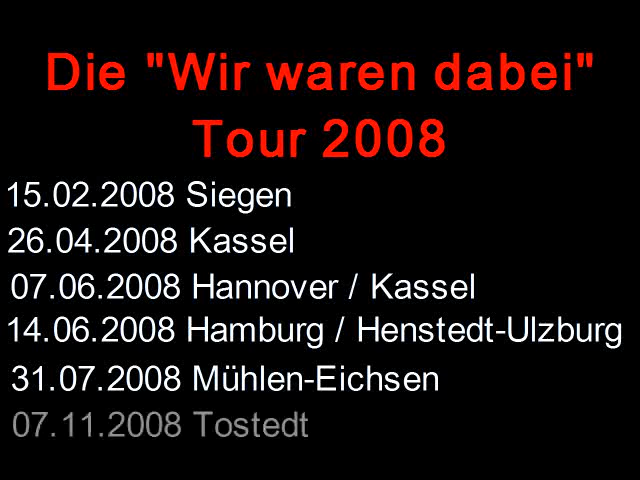 Die "Wir waren dabei"
Tour 2008
15.02.2008 Siegen
26.04.2008 Kassel
07.06.2008 Hannover / Kassel
14.06.2008 Hamburg / Henstedt-Ulzburg
31.07.2008 Mühlen-Eichsen
07.11.2008 Tostedt